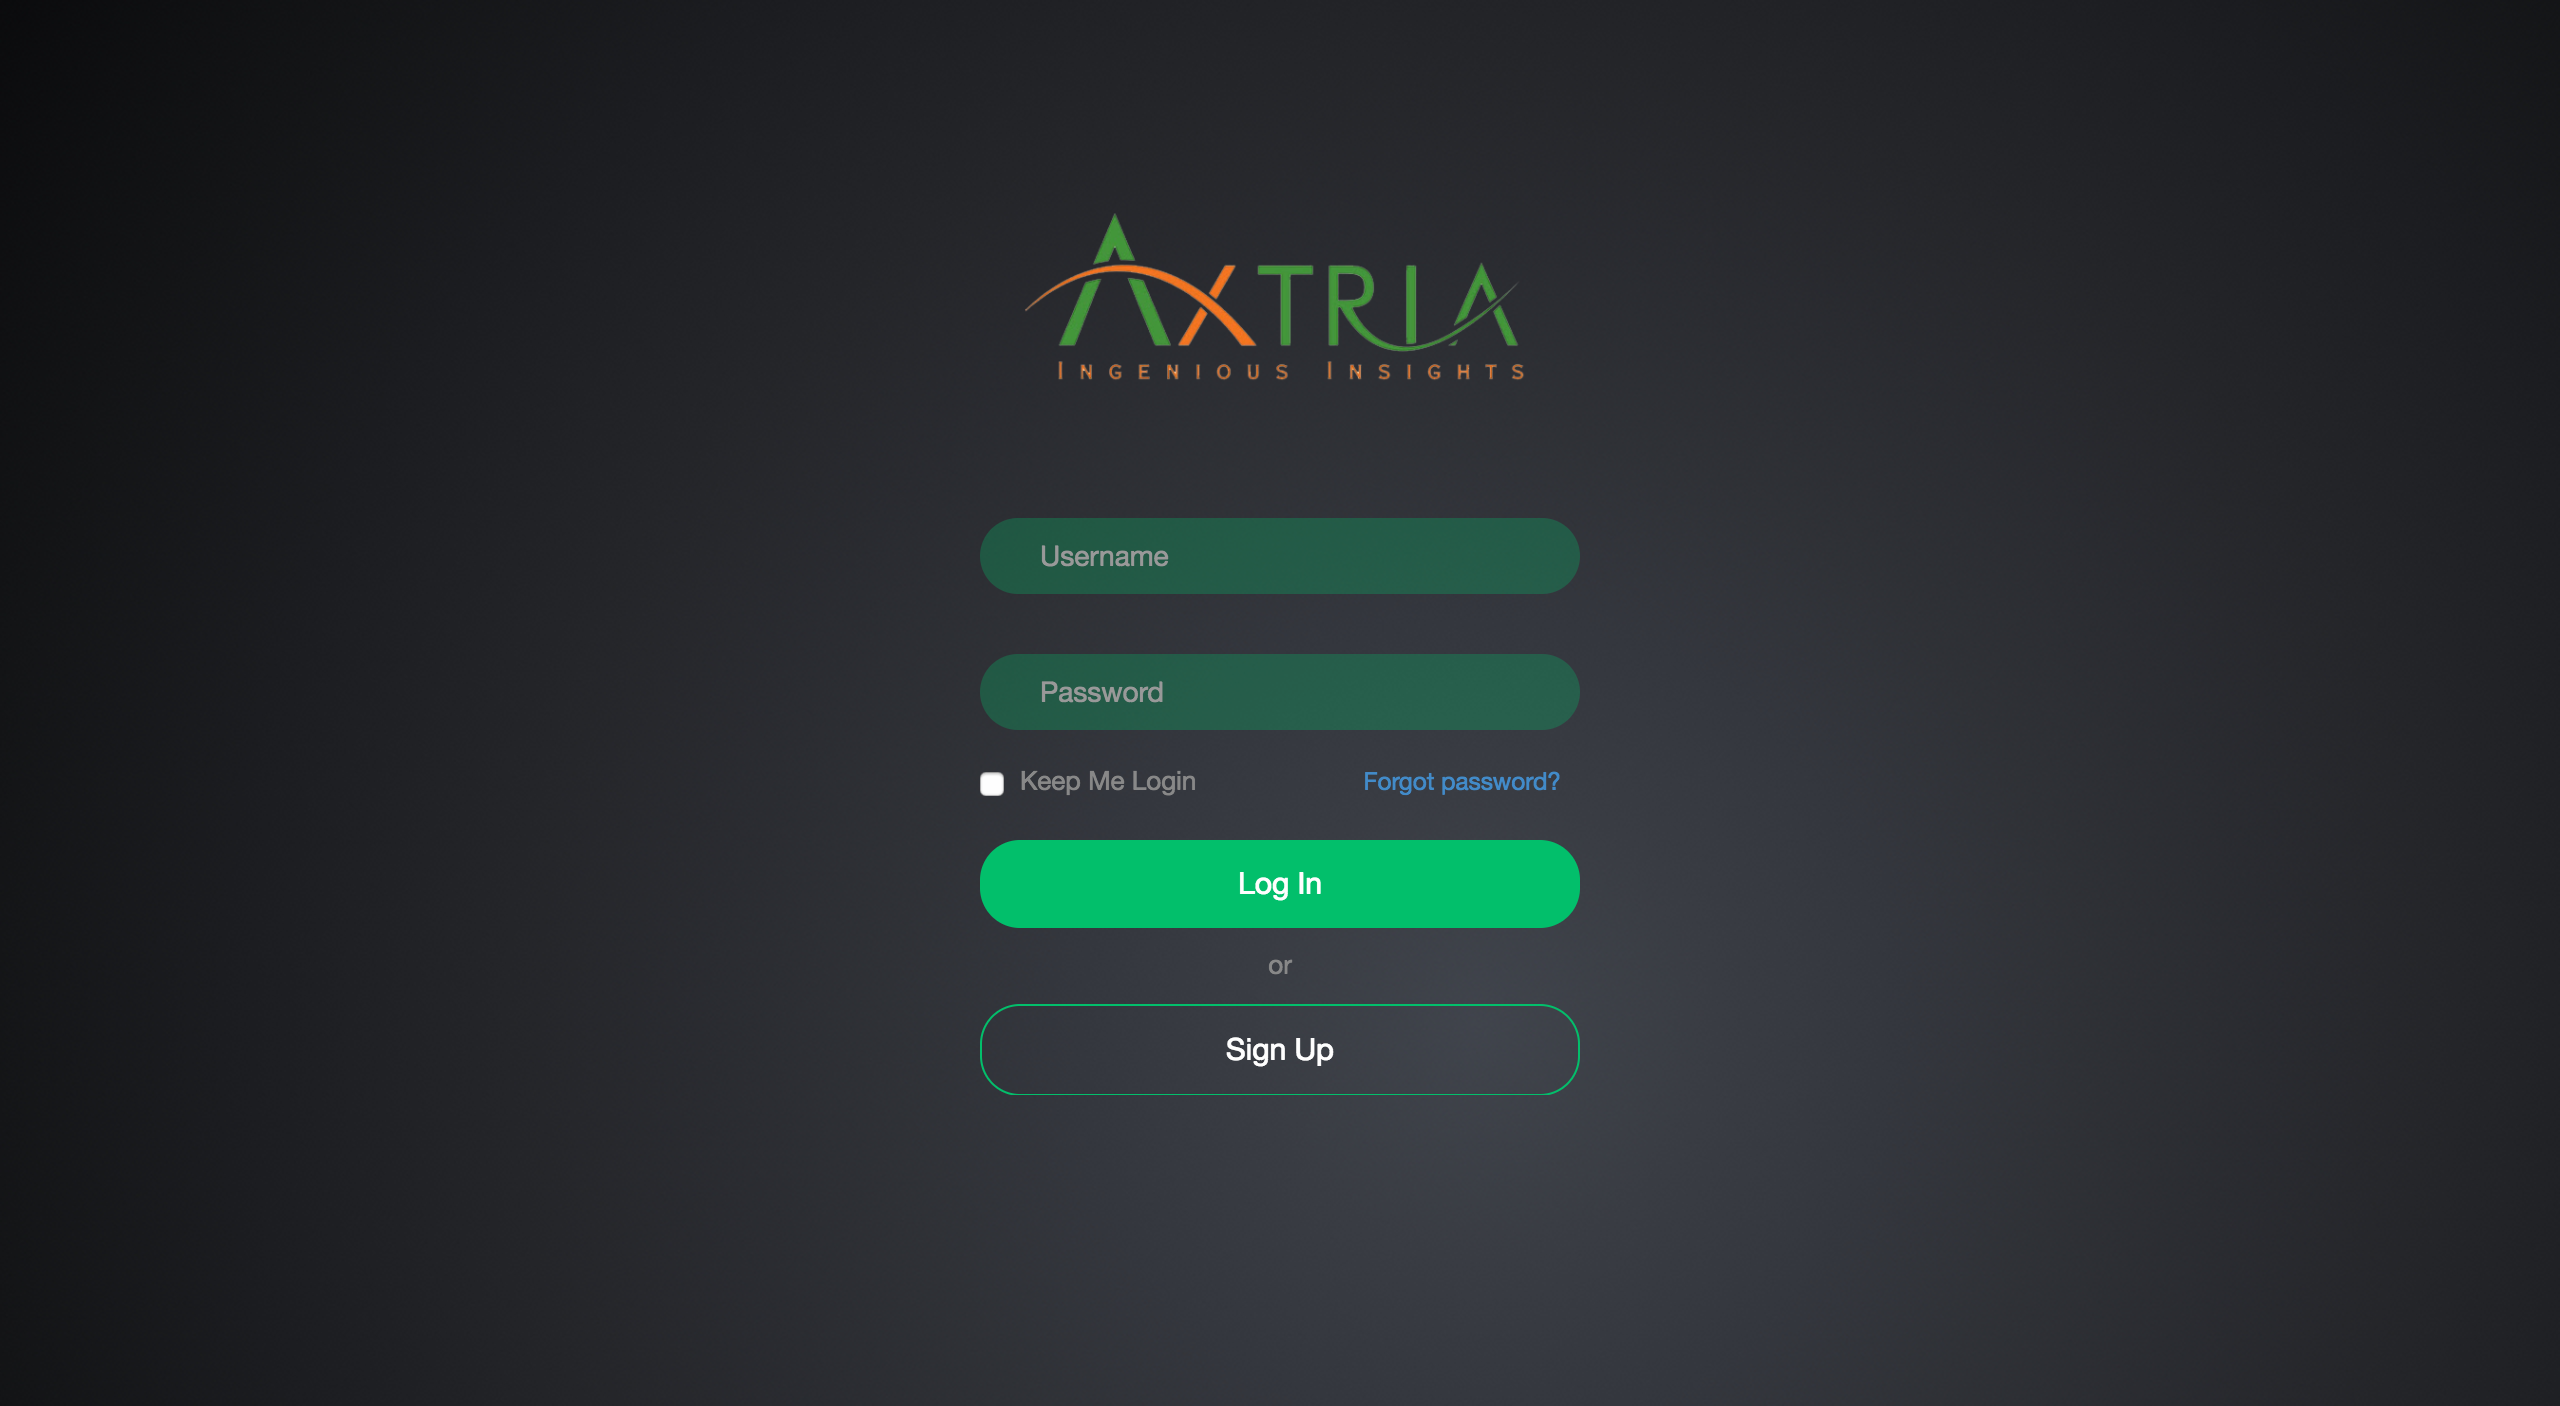 AXTRIA
INGENIOUS INSIGHTS
Username
Password
Keep Me Login
Forgot password?
Log In
or
Sign Up